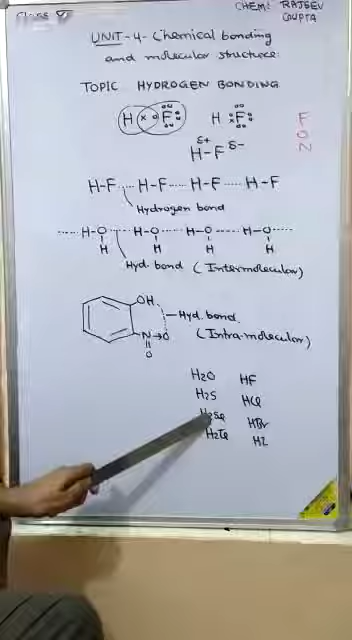 CHEM: RAJEEV
GUPTA
UNIT-4- Chemical bonding
and molecular structure:
TOPIC HYDROGEN BONDING
H F H F F
O
N
δ+ δ-
H-F
H-F H-F H-F H-F
Hydrogen bond
H-O H-O H-O H-O
H H H H
Hyd. bond (Intermolecular)
OH
Hyd. bond.
(Intra-molecular)
N→O
O
H2O HF
H2S HCl
H2Se HBr
H2Te HI